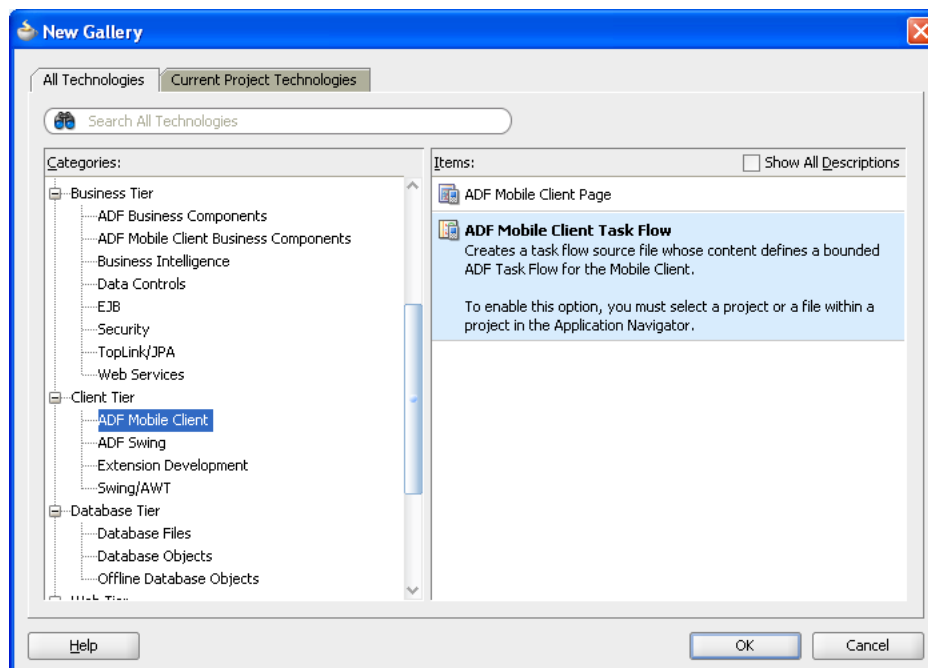 New Gallery
All Technologies
Current Project Technologies
Search All Technologies
Categories:
Business Tier
ADF Business Components
ADF Mobile Client Business Components
Business Intelligence
Data Controls
EJB
Security
TopLink/JPA
Web Services
Client Tier
ADF Mobile Client
ADF Swing
Extension Development
Swing/AWT
Database Tier
Database Files
Database Objects
Offline Database Objects
Web Tier
Items:
Show All Descriptions
ADF Mobile Client Page
ADF Mobile Client Task Flow
Creates a task flow source file whose content defines a bounded
ADF Task Flow for the Mobile Client.
To enable this option, you must select a project or a file within a
project in the Application Navigator.
Help
OK
Cancel